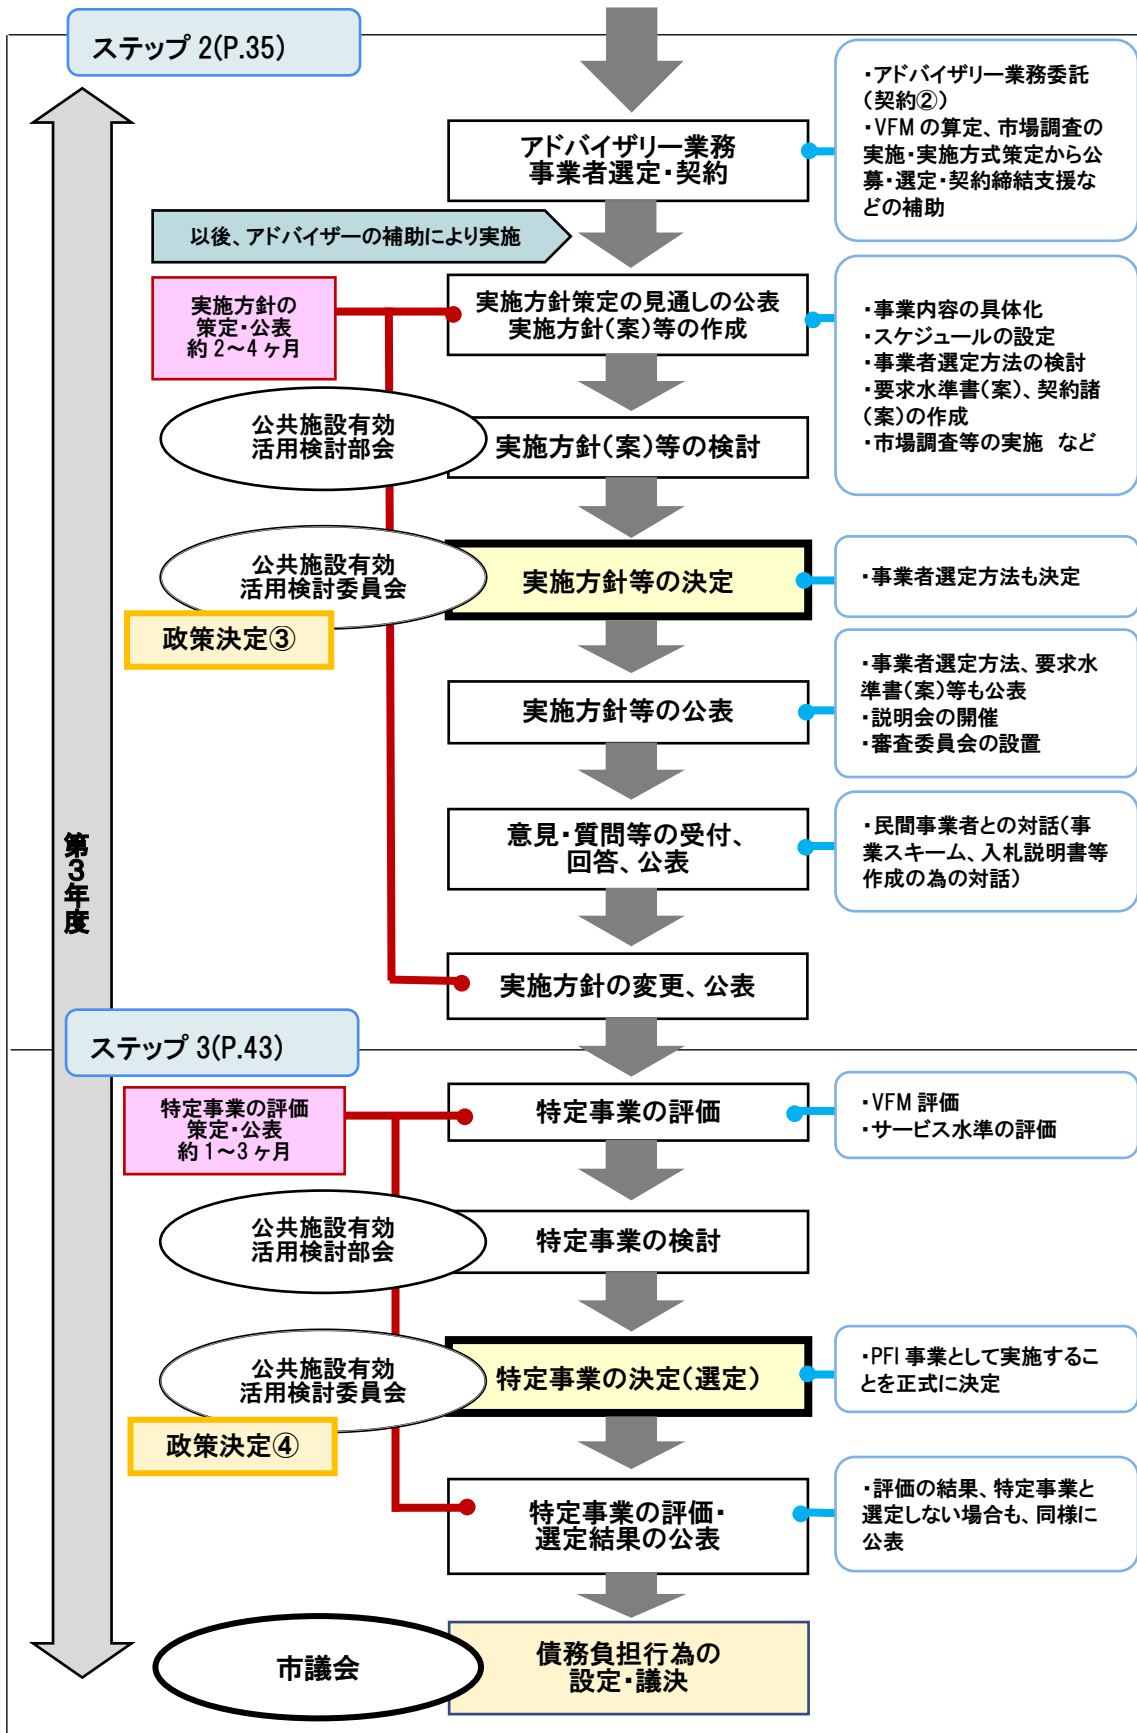 ステップ 2(P.35)
アドバイザリー業務
事業者選定・契約
・アドバイザリー業務委託
(契約②)
・VFM の算定、市場調査の
実施・実施方式策定から公
募・選定・契約締結支援な
どの補助
以後、アドバイザーの補助により実施
実施方針の
策定・公表
約 2～4 ヶ月
実施方針策定の見通しの公表
実施方針(案)等の作成
・事業内容の具体化
・スケジュールの設定
・事業者選定方法の検討
・要求水準書(案)、契約諸
(案)の作成
・市場調査等の実施 など
公共施設有効
活用検討部会
実施方針(案)等の検討
公共施設有効
活用検討委員会
政策決定③
実施方針等の決定
・事業者選定方法も決定
実施方針等の公表
・事業者選定方法、要求水
準書(案)等も公表
・説明会の開催
・審査委員会の設置
第3年度
意見・質問等の受付、
回答、公表
・民間事業者との対話(事
業スキーム、入札説明書等
作成の為の対話)
実施方針の変更、公表
ステップ 3(P.43)
特定事業の評価
策定・公表
約 1～3 ヶ月
特定事業の評価
・VFM 評価
・サービス水準の評価
公共施設有効
活用検討部会
特定事業の検討
公共施設有効
活用検討委員会
政策決定④
特定事業の決定(選定)
・PFI 事業として実施するこ
とを正式に決定
特定事業の評価・
選定結果の公表
・評価の結果、特定事業と
選定しない場合も、同様に
公表
市議会
債務負担行為の
設定・議決